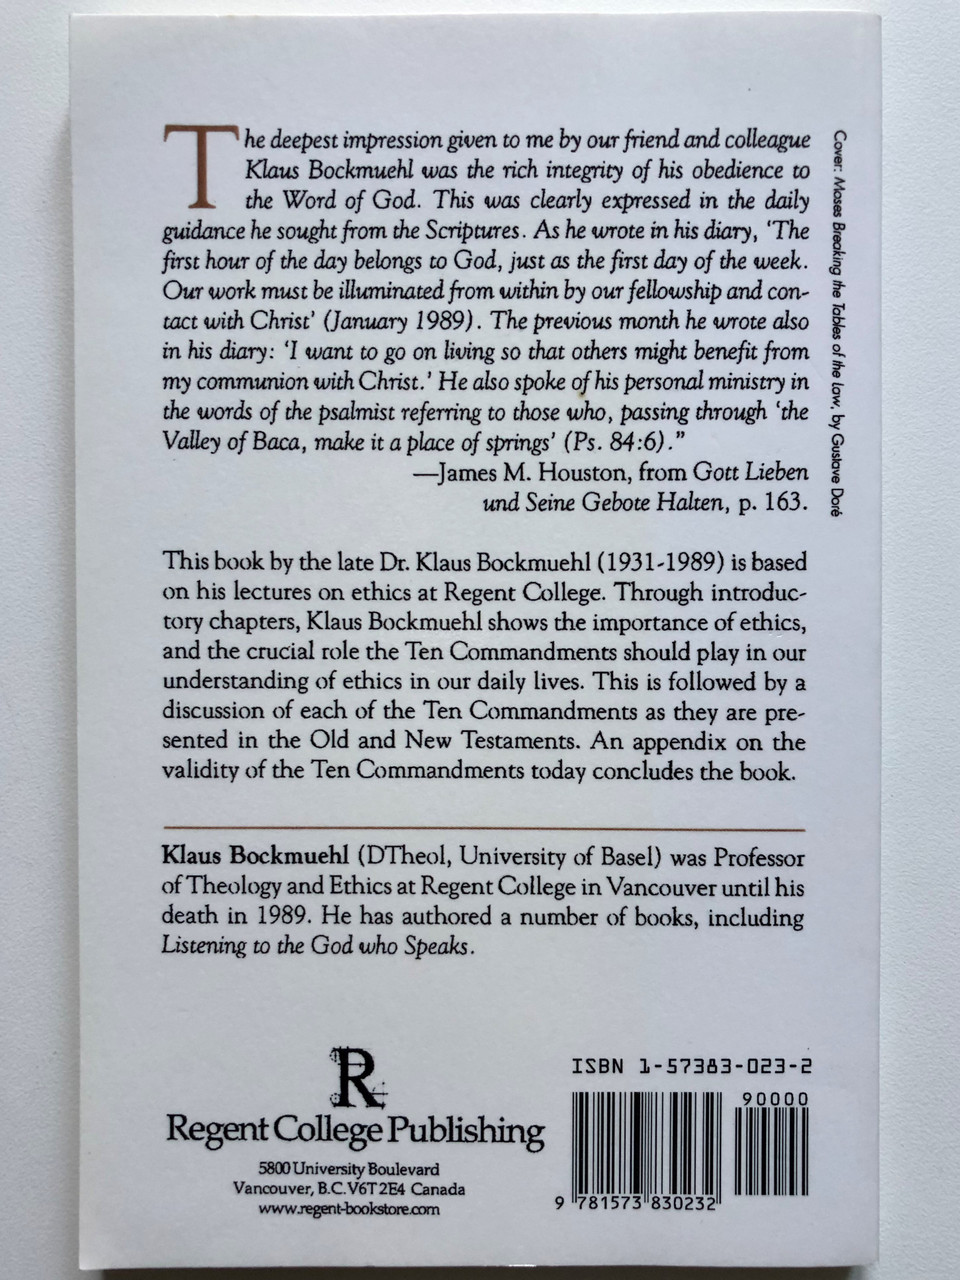 The deepest impression given to me by our friend and colleague
Klaus Bockmuehl was the rich integrity of his obedience to
the Word of God. This was clearly expressed in the daily
guidance he sought from the Scriptures. As he wrote in his diary, ‘The
first hour of the day belongs to God, just as the first day of the week.
Our work must be illuminated from within by our fellowship and con-
tact with Christ’ (January 1989). The previous month he wrote also
in his diary: ‘I want to go on living so that others might benefit from
my communion with Christ.’ He also spoke of his personal ministry in
the words of the psalmist referring to those who, passing through ‘the
Valley of Baca, make it a place of springs’ (Ps. 84:6).”
—James M. Houston, from Gott Lieben
und Seine Gebote Halten, p. 163.
Cover: Moses Breaking the Tables of the Law, by Gustave Doré
This book by the late Dr. Klaus Bockmuehl (1931-1989) is based
on his lectures on ethics at Regent College. Through introduc-
tory chapters, Klaus Bockmuehl shows the importance of ethics,
and the crucial role the Ten Commandments should play in our
understanding of ethics in our daily lives. This is followed by a
discussion of each of the Ten Commandments as they are pre-
sented in the Old and New Testaments. An appendix on the
validity of the Ten Commandments today concludes the book.
Klaus Bockmuehl (DTheol, University of Basel) was Professor
of Theology and Ethics at Regent College in Vancouver until his
death in 1989. He has authored a number of books, including
Listening to the God who Speaks.
R
Regent College Publishing
5800 University Boulevard
Vancouver, B.C. V6T 2E4 Canada
www.regent-bookstore.com
ISBN 1-57383-023-2
90000
9 781573 830232